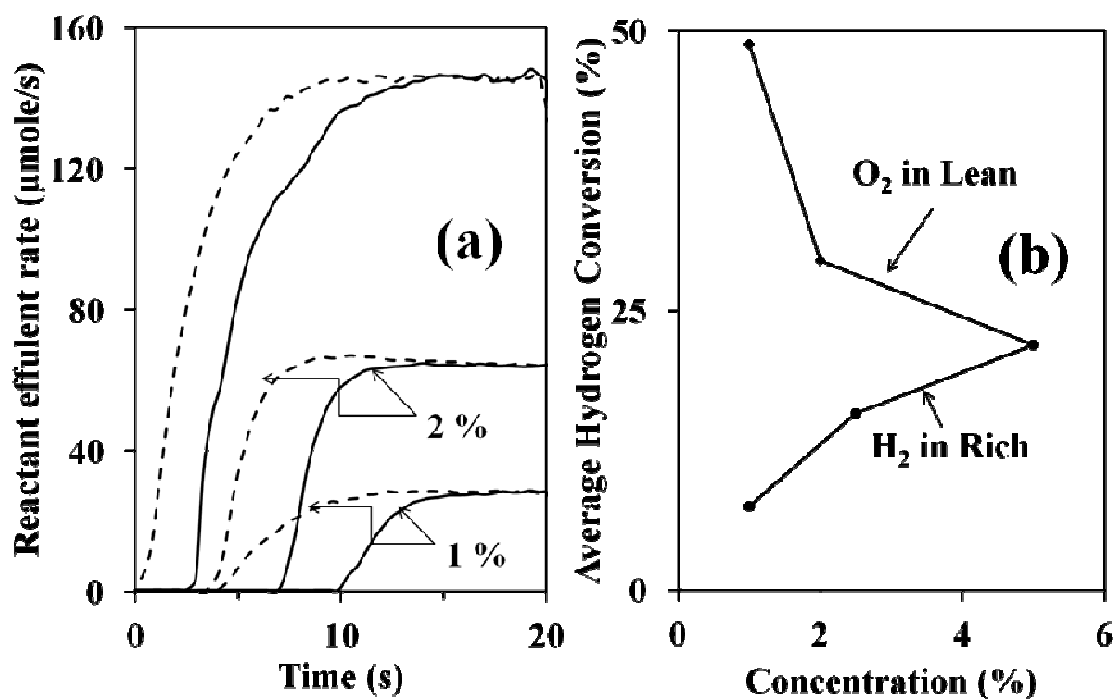 160
120
80
40
0
Reactant effulent rate (µmole/s)
(a)
2 %
1 %
0
10
20
Time (s)
50
25
0
Average Hydrogen Conversion (%)
O₂ in Lean
(b)
H₂ in Rich
0
2
4
6
Concentration (%)